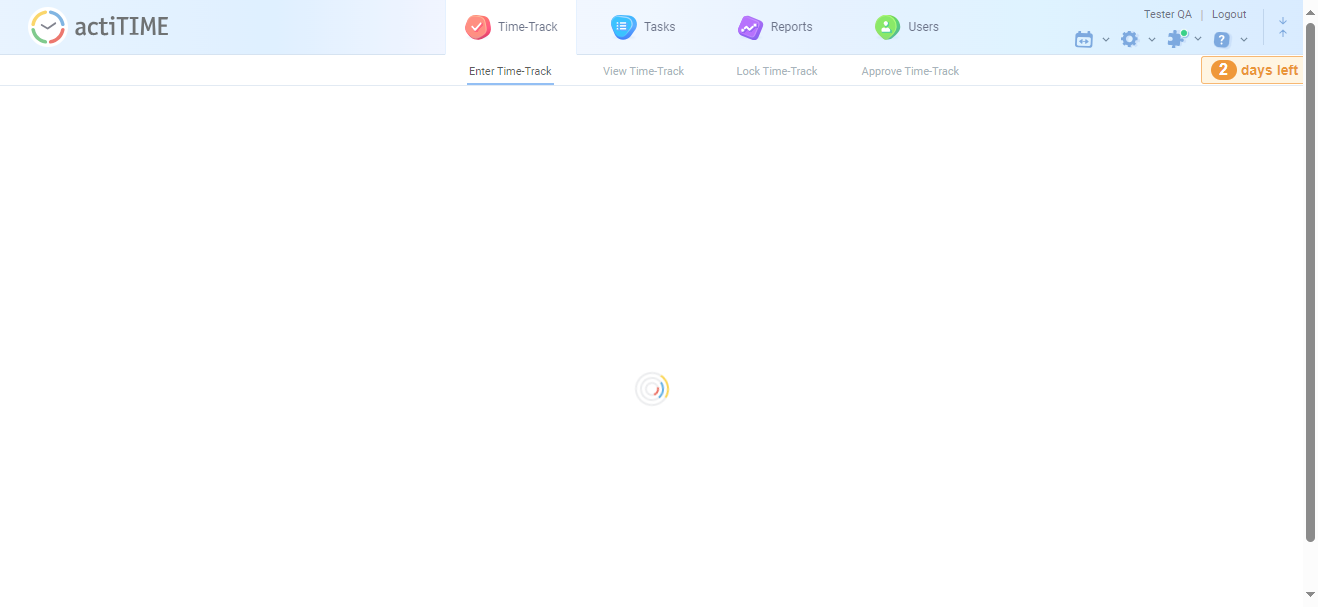 actiTIME
Time-Track
Tasks
Reports
Users
Tester QA | Logout
?
Enter Time-Track
View Time-Track
Lock Time-Track
Approve Time-Track
2 days left